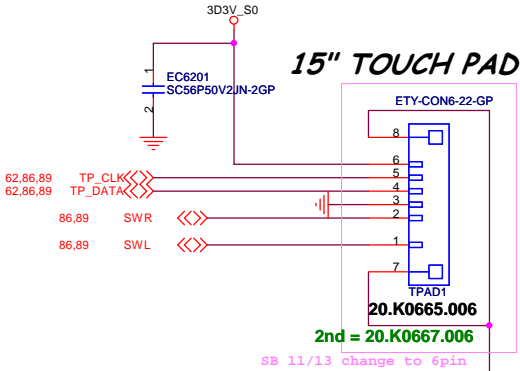 3D3V_S0
15" TOUCH PAD
1
EC6201
SC56P50V2JN-2GP
2
ETY-CON6-22-GP
8
6
62,86,89 TP_CLK 5
62,86,89 TP_DATA 4
3
86,89 SWR 2
86,89 SWL 1
7
TPAD1
20.K0665.006
2nd = 20.K0667.006
SB 11/13 change to 6pin